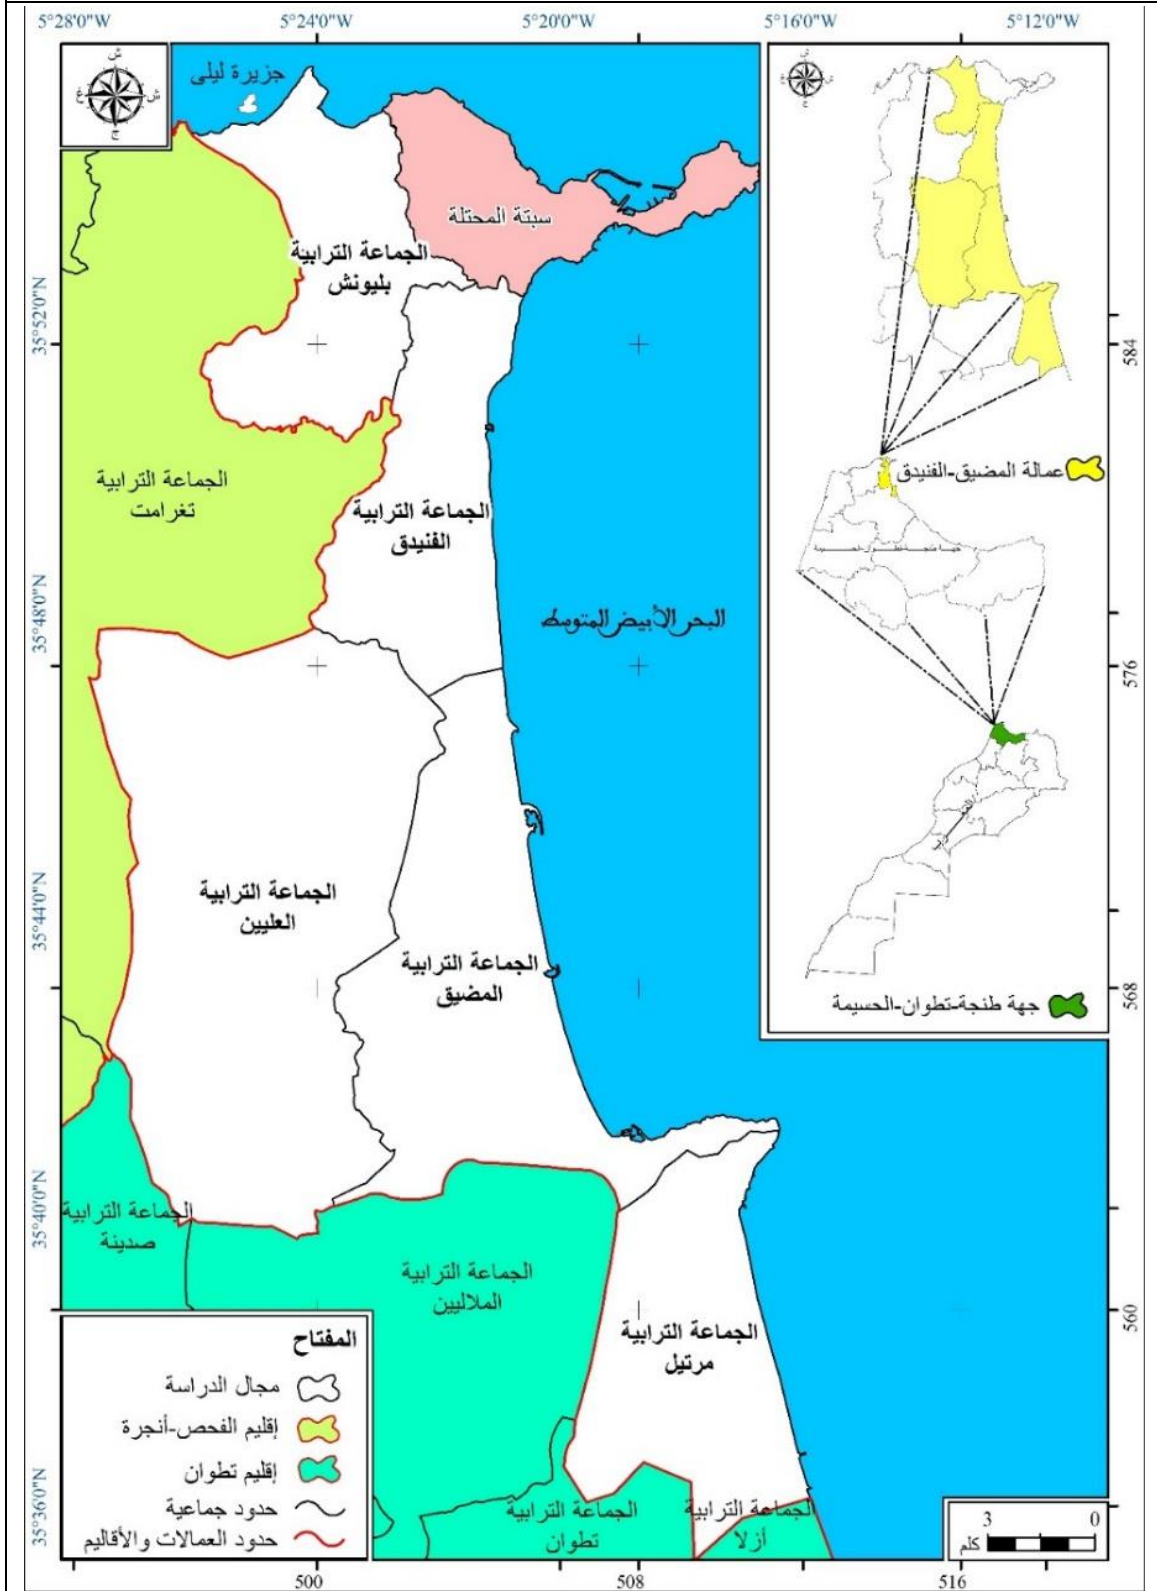 5°28'0"W
5°24'0"W
5°20'0"W
5°16'0"W
5°12'0"W
ش
غ
ش
ج
جزيرة ليلى
سبتة المحتلة
الجماعة الترابية
بليونش
35°52'0"N
584
الجماعة الترابية
تغرامت
الجماعة الترابية
الفنيدق
عمالة المضيق-الفنيدق
35°48'0"N
البحر الأبيض المتوسط
576
الجماعة الترابية
العليين
35°44'0"N
الجماعة الترابية
المضيق
568
جهة طنجة-تطوان-الحسيمة
35°40'0"N
الجماعة الترابية
صدينة
الجماعة الترابية
الملاليين
560
الجماعة الترابية
مرتيل
المفتاح
مجال الدراسة
إقليم الفحص-أنجرة
إقليم تطوان
حدود جماعية
حدود العمالات والأقاليم
35°36'0"N
الجماعة الترابية
تطوان
الجماعة الترابية
أزلا
3
0
كلم
500
508
516